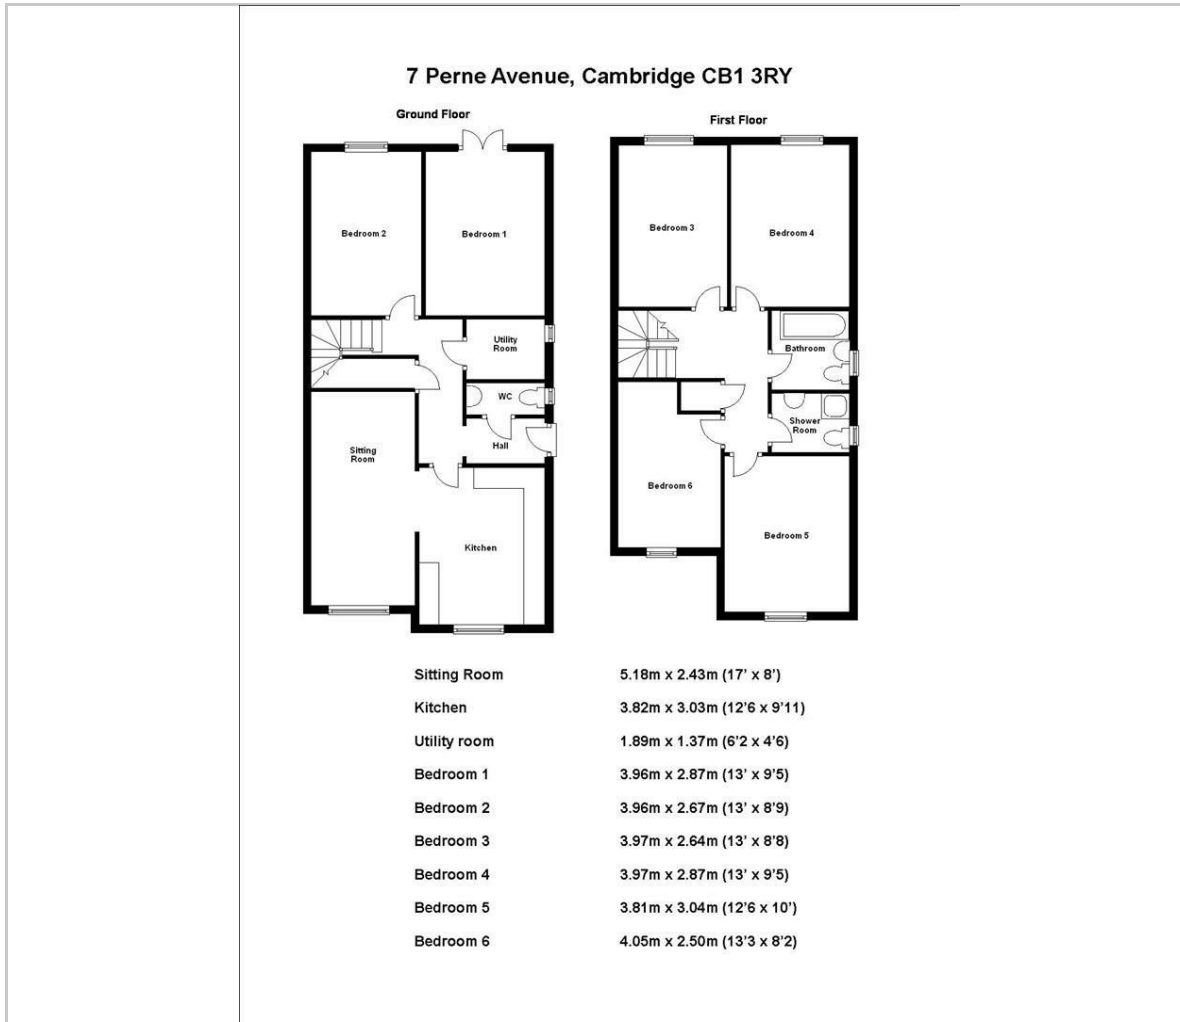 7 Perne Avenue, Cambridge CB1 3RY
Ground Floor
First Floor
Bedroom 2
Bedroom 1
Utility
Room
WC
Hall
Sitting
Room
Kitchen
Bedroom 3
Bedroom 4
Bathroom
Shower
Room
Bedroom 6
Bedroom 5
Sitting Room 5.18m x 2.43m (17' x 8')
Kitchen 3.82m x 3.03m (12'6 x 9'11)
Utility room 1.89m x 1.37m (6'2 x 4'6)
Bedroom 1 3.96m x 2.87m (13' x 9'5)
Bedroom 2 3.96m x 2.67m (13' x 8'9)
Bedroom 3 3.97m x 2.64m (13' x 8'8)
Bedroom 4 3.97m x 2.87m (13' x 9'5)
Bedroom 5 3.81m x 3.04m (12'6 x 10')
Bedroom 6 4.05m x 2.50m (13'3 x 8'2)